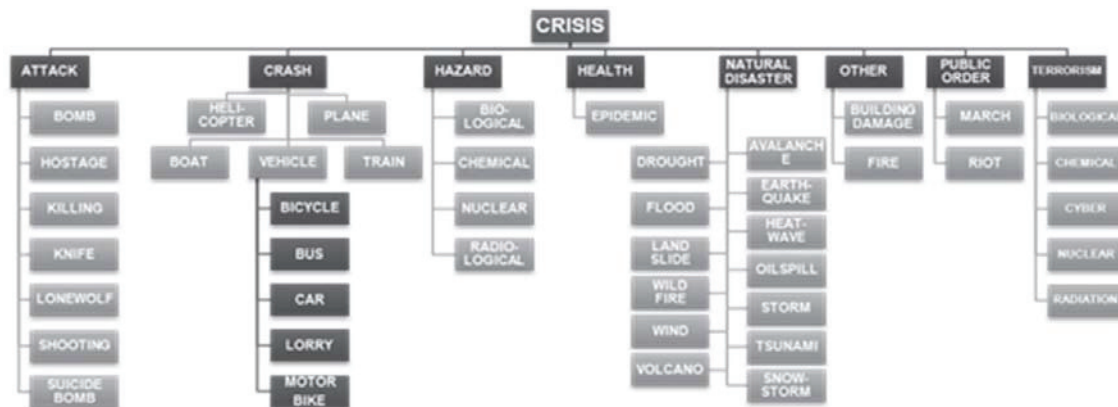 CRISIS
ATTACK
CRASH
HAZARD
HEALTH
NATURAL
DISASTER
OTHER
PUBLIC
ORDER
TERRORISM
BOMB
HOSTAGE
KILLING
KNIFE
LONEWOLF
SHOOTING
SUICIDE
BOMB
HELI-
COPTER
PLANE
BOAT
VEHICLE
TRAIN
BICYCLE
BUS
CAR
LORRY
MOTOR
BIKE
BIO-
LOGICAL
CHEMICAL
NUCLEAR
RADIO-
LOGICAL
EPIDEMIC
DROUGHT
FLOOD
LAND
SLIDE
WILD
FIRE
WIND
VOLCANO
AVALANCH
E
EARTH-
QUAKE
HEAT-
WAVE
OILSPILL
STORM
TSUNAMI
SNOW-
STORM
BUILDING
DAMAGE
FIRE
MARCH
RIOT
BIOLOGICAL
CHEMICAL
CYBER
NUCLEAR
RADIATION